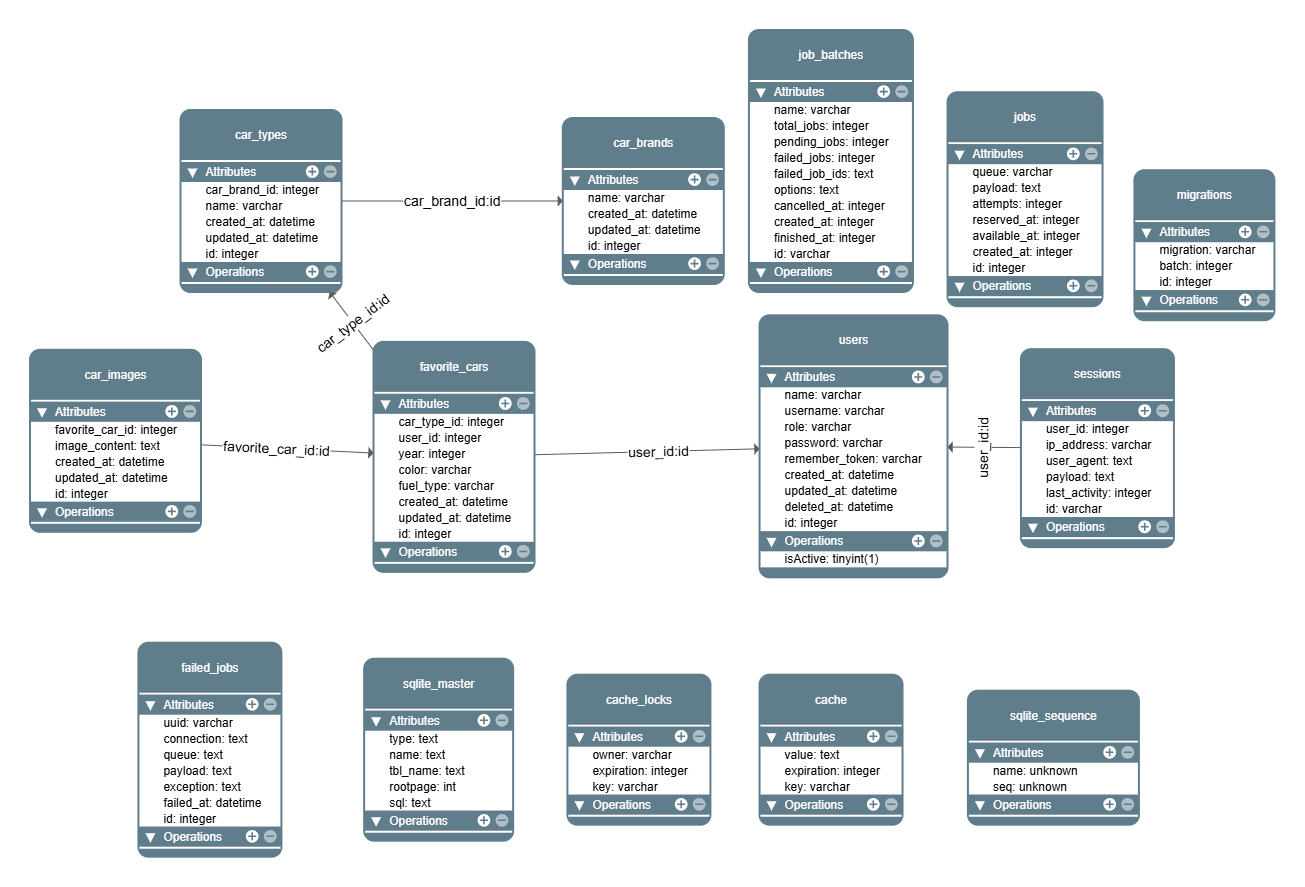 job_batches
Attributes
name: varchar
total_jobs: integer
pending_jobs: integer
failed_jobs: integer
failed_job_ids: text
options: text
cancelled_at: integer
created_at: integer
finished_at: integer
id: varchar
Operations
jobs
Attributes
queue: varchar
payload: text
attempts: integer
reserved_at: integer
available_at: integer
created_at: integer
id: integer
Operations
car_types
Attributes
car_brand_id: integer
name: varchar
created_at: datetime
updated_at: datetime
id: integer
Operations
car_brand_id:id
car_brands
Attributes
name: varchar
created_at: datetime
updated_at: datetime
id: integer
Operations
migrations
Attributes
migration: varchar
batch: integer
id: integer
Operations
car_type_id:id
car_images
Attributes
favorite_car_id: integer
image_content: text
created_at: datetime
updated_at: datetime
id: integer
Operations
favorite_car_id:id
favorite_cars
Attributes
car_type_id: integer
user_id: integer
year: integer
color: varchar
fuel_type: varchar
created_at: datetime
updated_at: datetime
id: integer
Operations
user_id:id
users
Attributes
name: varchar
username: varchar
role: varchar
password: varchar
remember_token: varchar
created_at: datetime
updated_at: datetime
deleted_at: datetime
id: integer
Operations
isActive: tinyint(1)
user_id:id
sessions
Attributes
user_id: integer
ip_address: varchar
user_agent: text
payload: text
last_activity: integer
id: varchar
Operations
failed_jobs
Attributes
uuid: varchar
connection: text
queue: text
payload: text
exception: text
failed_at: datetime
id: integer
Operations
sqlite_master
Attributes
type: text
name: text
tbl_name: text
rootpage: int
sql: text
Operations
cache_locks
Attributes
owner: varchar
expiration: integer
key: varchar
Operations
cache
Attributes
value: text
expiration: integer
key: varchar
Operations
sqlite_sequence
Attributes
name: unknown
seq: unknown
Operations